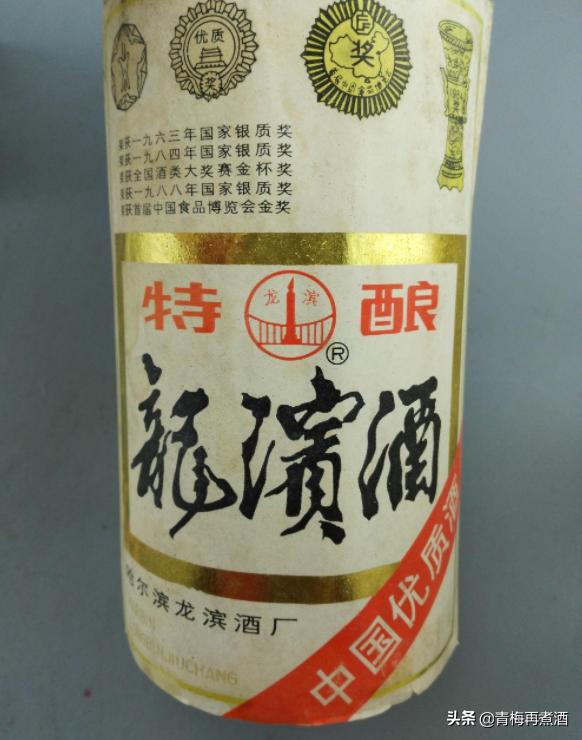 优质
奖
奖
荣获一九六三年国家银质奖
荣获一九八四年国家银质奖
荣获全国酒类大奖赛金杯奖
荣获一九八八年国家银质奖
荣获首届中国食品博览会金奖
特 酿
龙滨
®
龍濱酒
哈尔滨龙滨酒厂
JIUCHANG
中国优质酒
头条 @青梅再煮酒